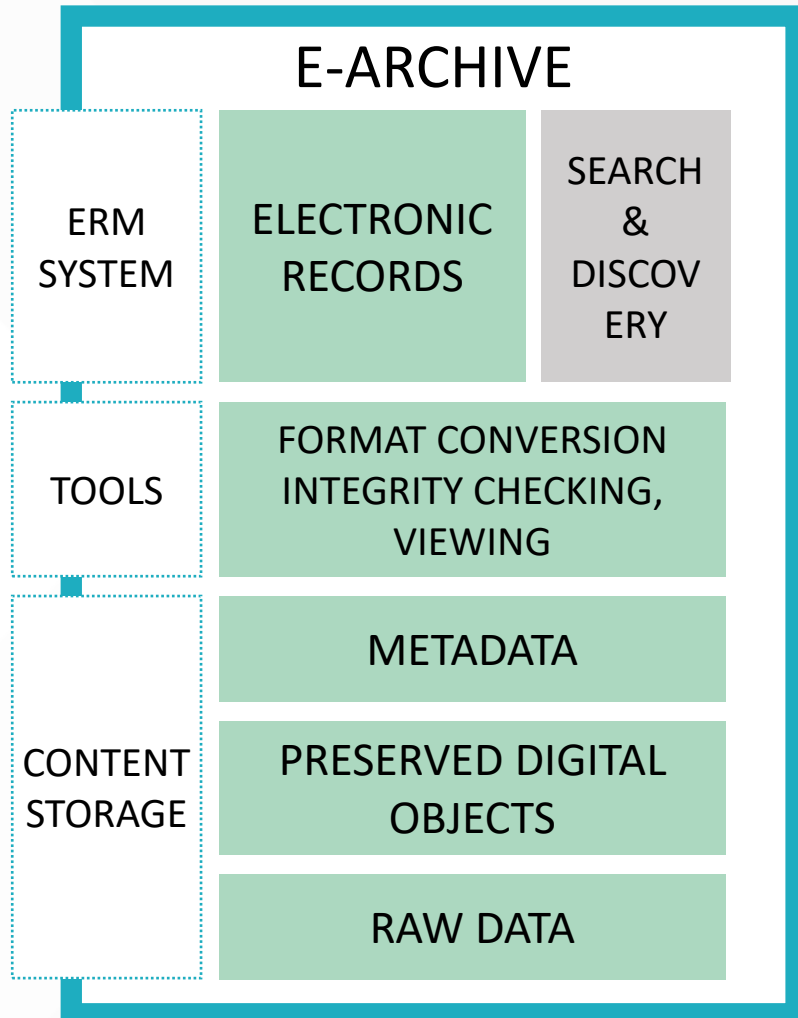 E-ARCHIVE
ERM
SYSTEM
ELECTRONIC
RECORDS
SEARCH
&
DISCOV
ERY
TOOLS
FORMAT CONVERSION
INTEGRITY CHECKING,
VIEWING
CONTENT
STORAGE
METADATA
PRESERVED DIGITAL
OBJECTS
RAW DATA